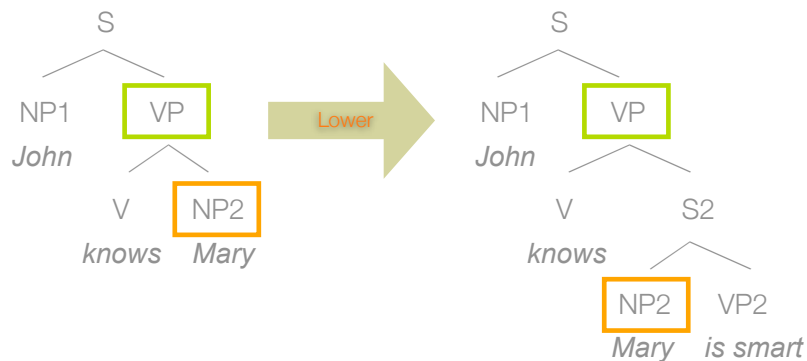 S S
NP1 VP Lower NP1 VP
John John
V NP2 V S2
knows Mary knows
NP2 VP2
Mary is smart